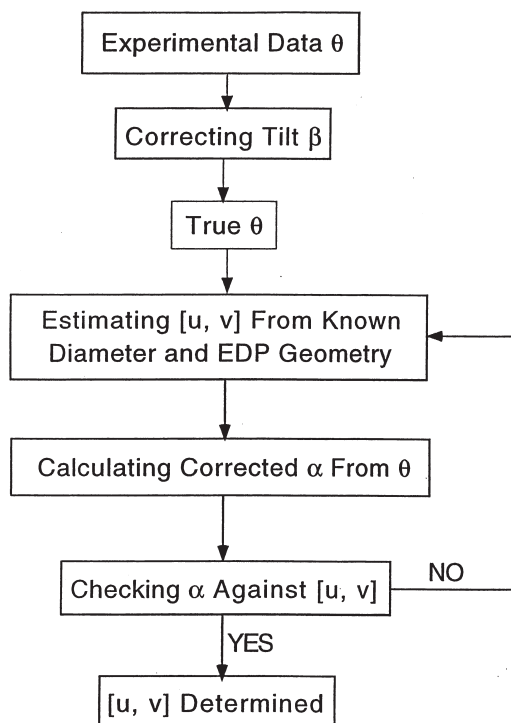 Experimental Data θ
Correcting Tilt β
True θ
Estimating [u, v] From Known
Diameter and EDP Geometry
Calculating Corrected α From θ
Checking α Against [u, v]
NO
YES
[u, v] Determined